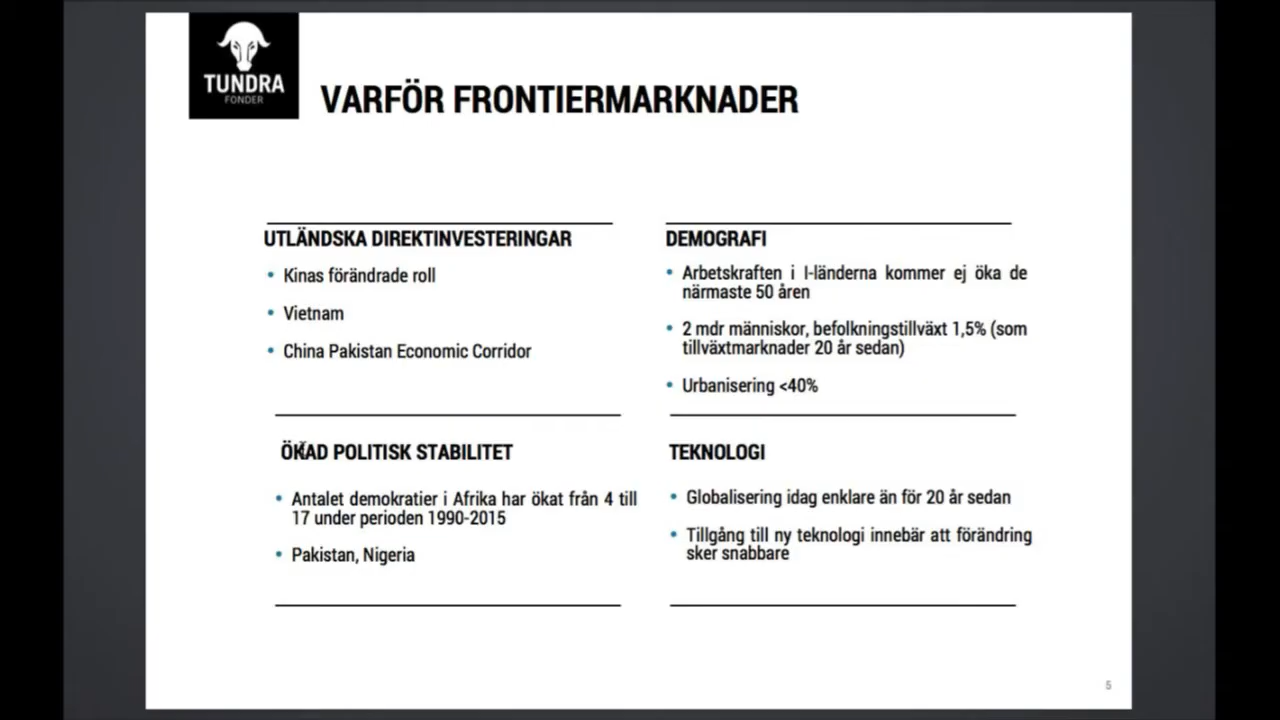 TUNDRA
FONDER
VARFÖR FRONTIERMARKNADER
UTLÄNDSKA DIREKTINVESTERINGAR
• Kinas förändrade roll
• Vietnam
• China Pakistan Economic Corridor
DEMOGRAFI
• Arbetskraften i I-länderna kommer ej öka de
närmaste 50 åren
• 2 mdr människor, befolkningstillväxt 1,5% (som
tillväxtmarknader 20 år sedan)
• Urbanisering <40%
ÖKAD POLITISK STABILITET
• Antalet demokratier i Afrika har ökat från 4 till
17 under perioden 1990-2015
• Pakistan, Nigeria
TEKNOLOGI
• Globalisering idag enklare än för 20 år sedan
• Tillgång till ny teknologi innebär att förändring
sker snabbare
5